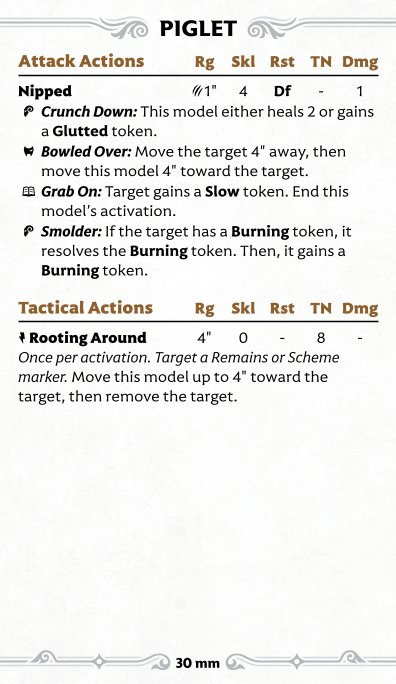 PIGLET
Attack Actions Rg Skl Rst TN Dmg
Nipped 1" 4 Df - 1
Crunch Down: This model either heals 2 or gains
a Glutted token.
Bowled Over: Move the target 4" away, then
move this model 4" toward the target.
Grab On: Target gains a Slow token. End this
model's activation.
Smolder: If the target has a Burning token, it
resolves the Burning token. Then, it gains a
Burning token.
Tactical Actions Rg Skl Rst TN Dmg
Rooting Around 4" 0 - 8 -
Once per activation. Target a Remains or Scheme
marker. Move this model up to 4" toward the
target, then remove the target.
30 mm